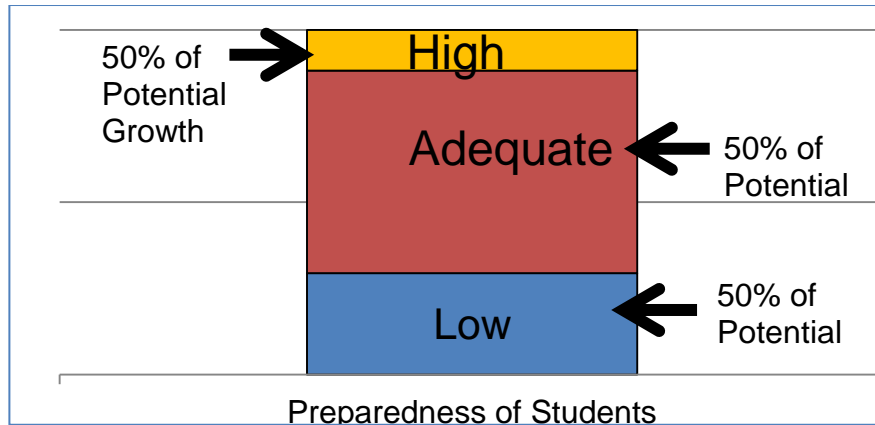 High
50% of
Potential
Growth
Adequate
50% of
Potential
Low
50% of
Potential
Preparedness of Students